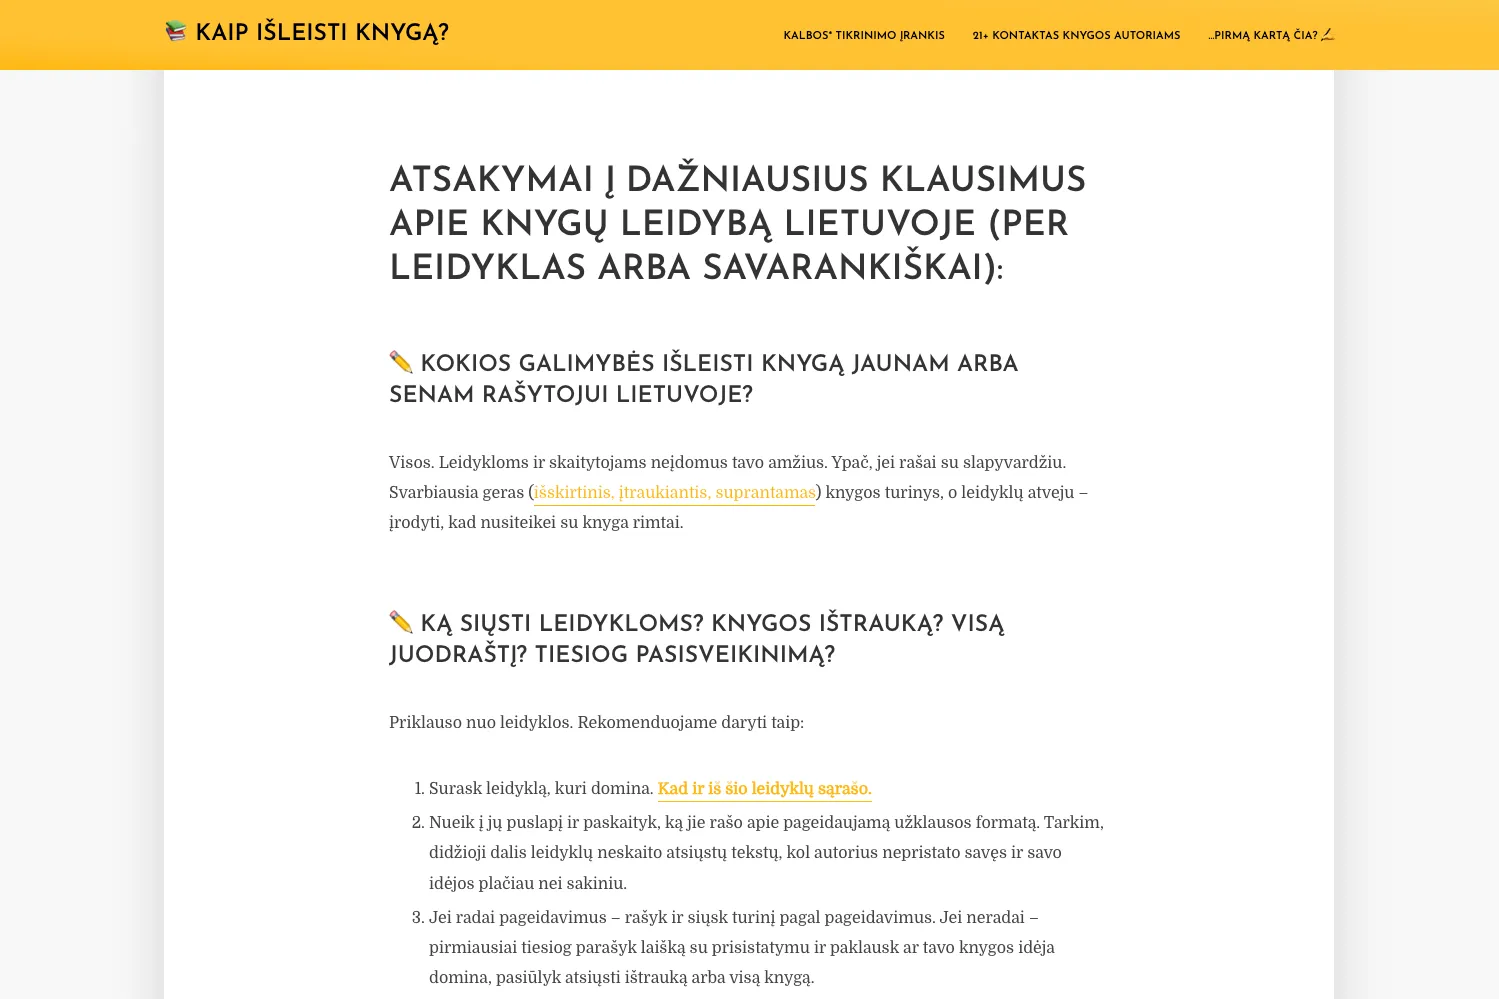 KAIP IŠLEISTI KNYGĄ?
KALBOS* TIKRINIMO ĮRANKIS
21+ KONTAKTAS KNYGOS AUTORIAMS
...PIRMĄ KARTĄ ČIA?
ATSAKYMAI Į DAŽNIAUSIUS KLAUSIMUS
APIE KNYGŲ LEIDYBĄ LIETUVOJE (PER
LEIDYKLAS ARBA SAVARANKIŠKAI):
KOKIOS GALIMYBĖS IŠLEISTI KNYGĄ JAUNAM ARBA
SENAM RAŠYTOJUI LIETUVOJE?
Visos. Leidykloms ir skaitytojams neįdomus tavo amžius. Ypač, jei rašai su slapyvardžiu.
Svarbiausia geras (išskirtinis, įtraukiantis, suprantamas) knygos turinys, o leidyklų atveju –
įrodyti, kad nusiteikei su knyga rimtai.
KĄ SIŲSTI LEIDYKLOMS? KNYGOS IŠTRAUKĄ? VISĄ
JUODRAŠTĮ? TIESIOG PASISVEIKINIMĄ?
Priklauso nuo leidyklos. Rekomenduojame daryti taip:
1. Surask leidyklą, kuri domina. Kad ir iš šio leidyklų sąrašo.
2. Nueik į jų puslapį ir paskaityk, ką jie rašo apie pageidaujamą užklausos formatą. Tarkim,
didžioji dalis leidyklų neskaito atsiųstų tekstų, kol autorius nepristato savęs ir savo
idėjos plačiau nei sakiniu.
3. Jei radai pageidavimus – rašyk ir siųsk turinį pagal pageidavimus. Jei neradai –
pirmiausiai tiesiog parašyk laišką su prisistatymu ir paklausk ar tavo knygos idėja
domina, pasiūlyk atsiųsti ištrauką arba visą knygą.